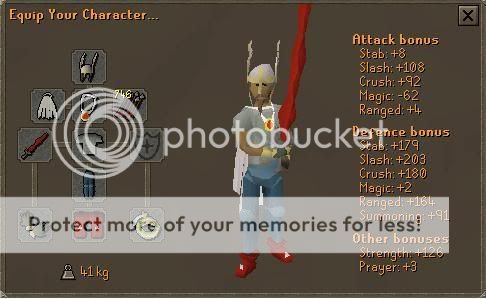 Equip Your Character...
746
Attack bonus
Stab: +8
Slash: +108
Crush: +92
Magic: -62
Ranged: +4
Defence bonus
Stab: +179
Slash: +203
Crush: +180
Magic: +2
Ranged: +164
Summoning: +91
Other bonuses
Strength: +126
Prayer: +3
41 kg
photobucket
Protect more of your memories for less!